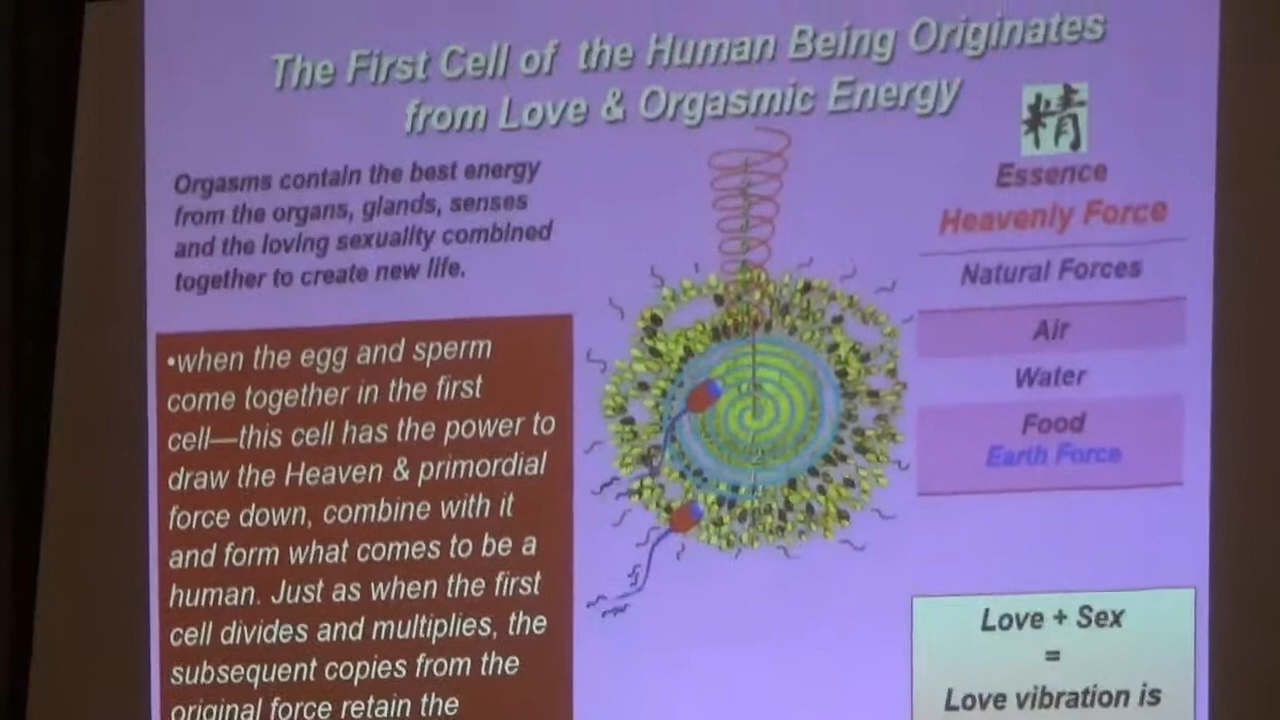 The First Cell of the Human Being Originates
from Love & Orgasmic Energy
Orgasms contain the best energy
from the organs, glands, senses
and the loving sexuality combined
together to create new life.
•when the egg and sperm
come together in the first
cell—this cell has the power to
draw the Heaven & primordial
force down, combine with it
and form what comes to be a
human. Just as when the first
cell divides and multiplies, the
subsequent copies from the
original force retain the
精
Essence
Heavenly Force
Natural Forces
Air
Water
Food
Earth Force
Love + Sex
=
Love vibration is